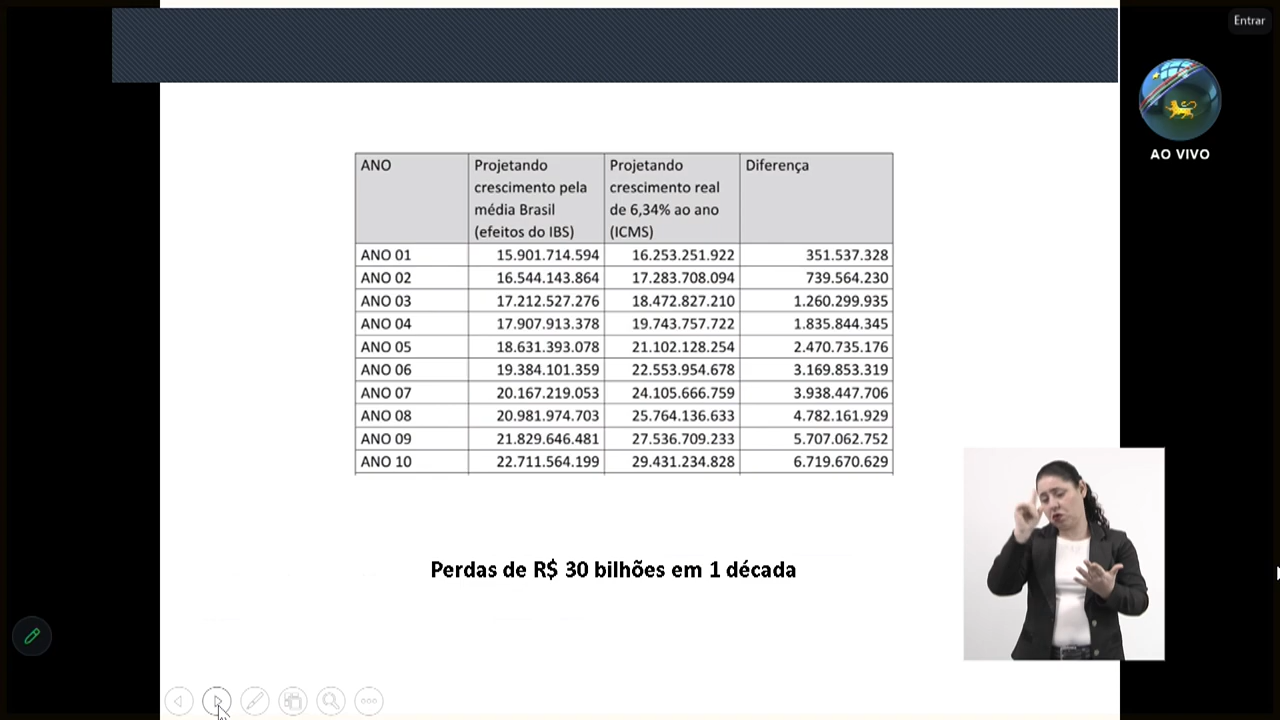 Entrar
AO VIVO
ANO
Projetando
crescimento pela
média Brasil
(efeitos do IBS)
Projetando
crescimento real
de 6,34% ao ano
(ICMS)
Diferença
ANO 01 15.901.714.594 16.253.251.922 351.537.328
ANO 02 16.544.143.864 17.283.708.094 739.564.230
ANO 03 17.212.527.276 18.472.827.210 1.260.299.935
ANO 04 17.907.913.378 19.743.757.722 1.835.844.345
ANO 05 18.631.393.078 21.102.128.254 2.470.735.176
ANO 06 19.384.101.359 22.553.954.678 3.169.853.319
ANO 07 20.167.219.053 24.105.666.759 3.938.447.706
ANO 08 20.981.974.703 25.764.136.633 4.782.161.929
ANO 09 21.829.646.481 27.536.709.233 5.707.062.752
ANO 10 22.711.564.199 29.431.234.828 6.719.670.629
Perdas de R$ 30 bilhões em 1 década